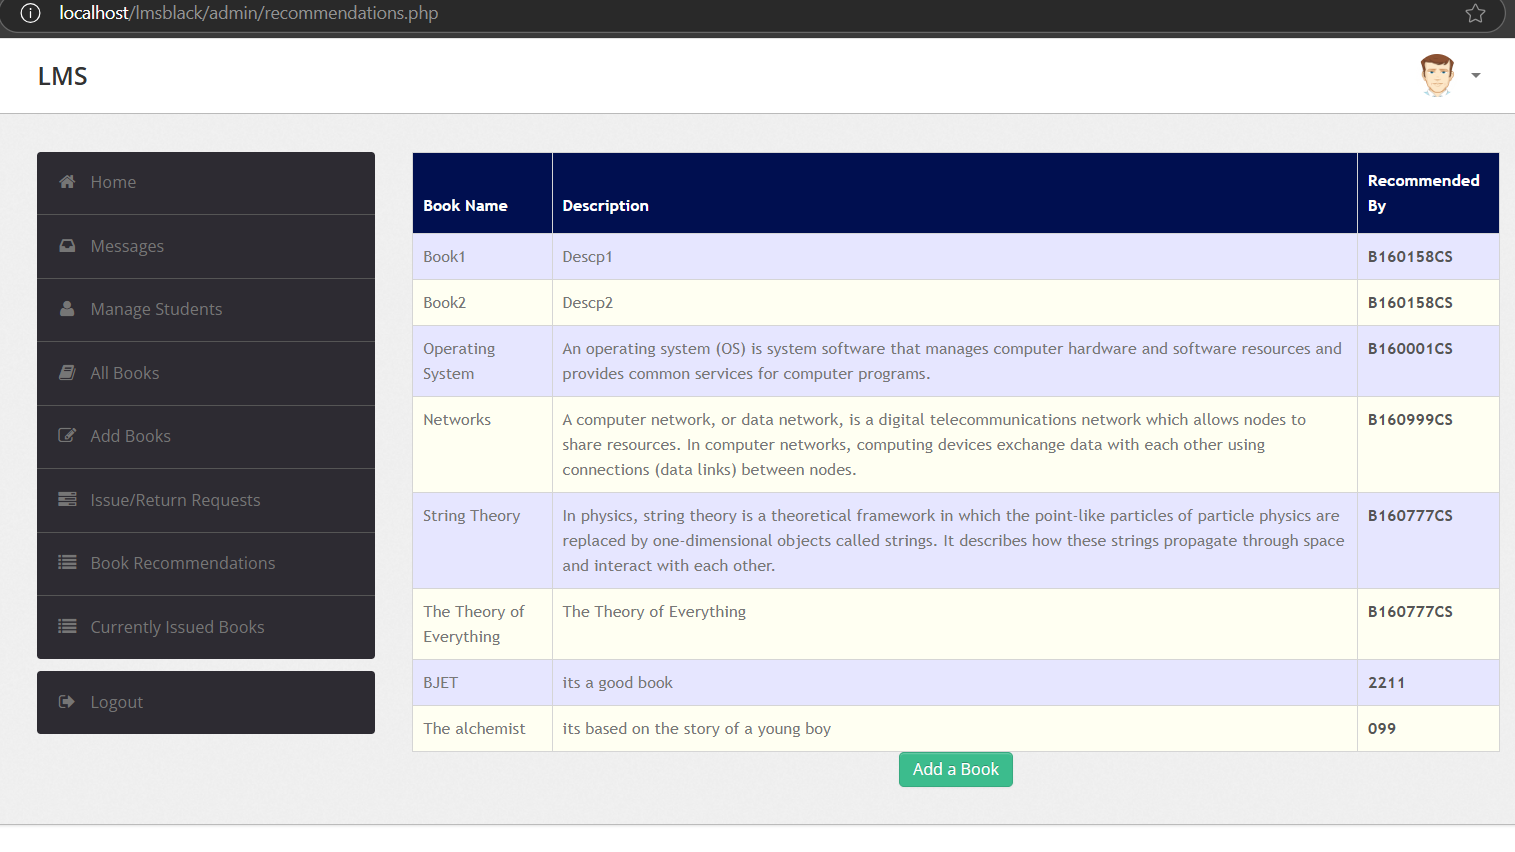 localhost/lmsblack/admin/recommendations.php
LMS
Home
Messages
Manage Students
All Books
Add Books
Issue/Return Requests
Book Recommendations
Currently Issued Books
Logout
Book Name Description Recommended
By
Book1 Descp1 B160158CS
Book2 Descp2 B160158CS
Operating An operating system (OS) is system software that manages computer hardware and software resources and B160001CS
System provides common services for computer programs.
Networks A computer network, or data network, is a digital telecommunications network which allows nodes to B160999CS
share resources. In computer networks, computing devices exchange data with each other using
connections (data links) between nodes.
String Theory In physics, string theory is a theoretical framework in which the point-like particles of particle physics are B160777CS
replaced by one-dimensional objects called strings. It describes how these strings propagate through space
and interact with each other.
The Theory of The Theory of Everything B160777CS
Everything
BJET its a good book 2211
The alchemist its based on the story of a young boy 099
Add a Book